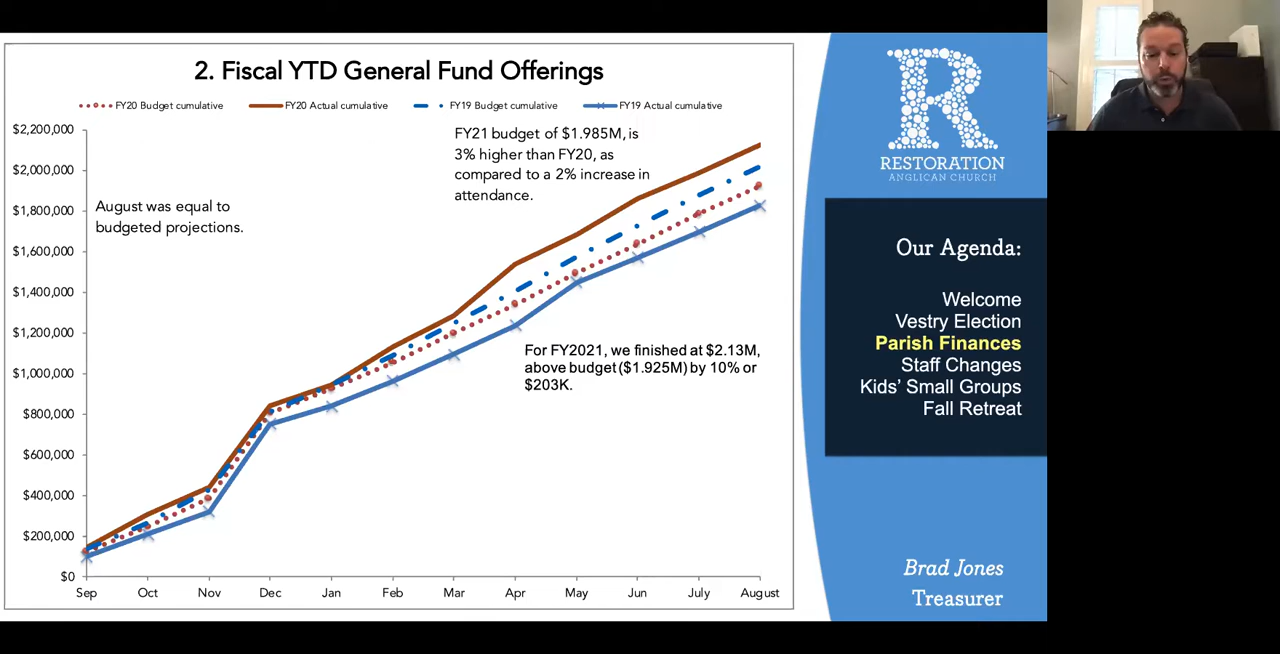 2. Fiscal YTD General Fund Offerings
FY20 Budget cumulative
FY20 Actual cumulative
FY19 Budget cumulative
FY19 Actual cumulative
$2,200,000
$2,000,000
$1,800,000
$1,600,000
$1,400,000
$1,200,000
$1,000,000
$800,000
$600,000
$400,000
$200,000
$0
FY21 budget of $1.985M, is
3% higher than FY20, as
compared to a 2% increase in
attendance.
August was equal to
budgeted projections.
For FY2021, we finished at $2.13M,
above budget ($1.925M) by 10% or
$203K.
Sep Oct Nov Dec Jan Feb Mar Apr May Jun July August
R
RESTORATION
ANGLICAN CHURCH
Our Agenda:
Welcome
Vestry Election
Parish Finances
Staff Changes
Kids' Small Groups
Fall Retreat
Brad Jones
Treasurer